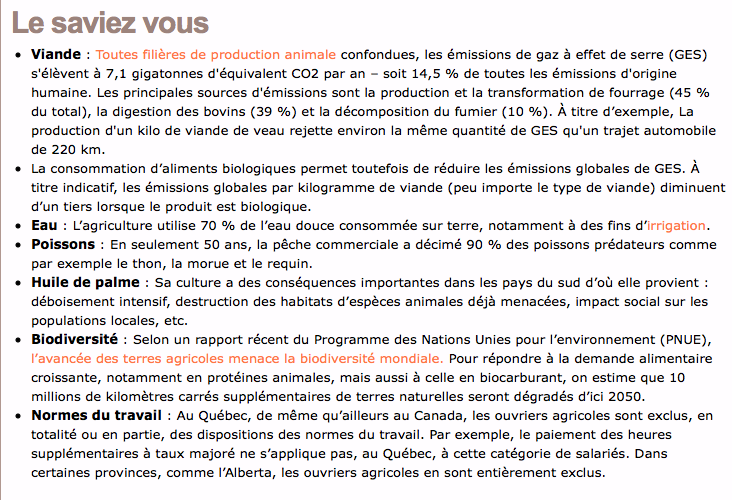 Le saviez vous
• Viande : Toutes filières de production animale confondues, les émissions de gaz à effet de serre (GES)
s'élèvent à 7,1 gigatonnes d'équivalent CO2 par an – soit 14,5 % de toutes les émissions d'origine
humaine. Les principales sources d'émissions sont la production et la transformation de fourrage (45 %
du total), la digestion des bovins (39 %) et la décomposition du fumier (10 %). À titre d’exemple, La
production d'un kilo de viande de veau rejette environ la même quantité de GES qu'un trajet automobile
de 220 km.
• La consommation d’aliments biologiques permet toutefois de réduire les émissions globales de GES. À
titre indicatif, les émissions globales par kilogramme de viande (peu importe le type de viande) diminuent
d’un tiers lorsque le produit est biologique.
• Eau : L’agriculture utilise 70 % de l’eau douce consommée sur terre, notamment à des fins d’irrigation.
• Poissons : En seulement 50 ans, la pêche commerciale a décimé 90 % des poissons prédateurs comme
par exemple le thon, la morue et le requin.
• Huile de palme : Sa culture a des conséquences importantes dans les pays du sud d’où elle provient :
déboisement intensif, destruction des habitats d’espèces animales déjà menacées, impact social sur les
populations locales, etc.
• Biodiversité : Selon un rapport récent du Programme des Nations Unies pour l’environnement (PNUE),
l’avancée des terres agricoles menace la biodiversité mondiale. Pour répondre à la demande alimentaire
croissante, notamment en protéines animales, mais aussi à celle en biocarburant, on estime que 10
millions de kilomètres carrés supplémentaires de terres naturelles seront dégradés d’ici 2050.
• Normes du travail : Au Québec, de même qu’ailleurs au Canada, les ouvriers agricoles sont exclus, en
totalité ou en partie, des dispositions des normes du travail. Par exemple, le paiement des heures
supplémentaires à taux majoré ne s’applique pas, au Québec, à cette catégorie de salariés. Dans
certaines provinces, comme l’Alberta, les ouvriers agricoles en sont entièrement exclus.